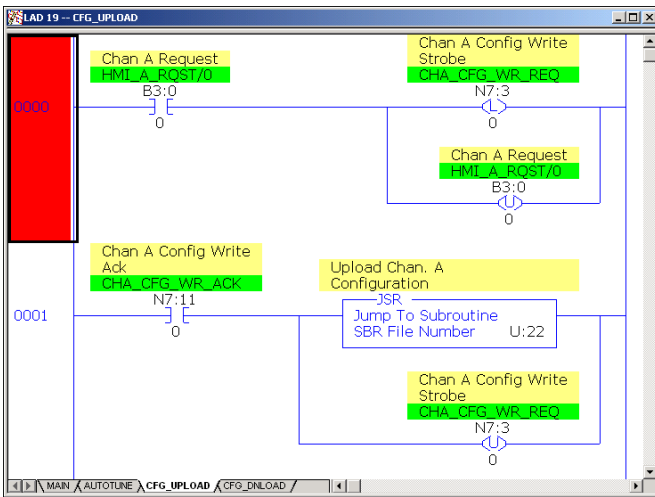 LAD 19 -- CFG_UPLOAD
Chan A Request
HMI_A_RQST/0
B3:0
0
Chan A Config Write
Strobe
CHA_CFG_WR_REQ
N7:3
L
0
0000
Chan A Request
HMI_A_RQST/0
B3:0
U
0
Chan A Config Write
Ack
CHA_CFG_WR_ACK
N7:11
0
0001
Upload Chan. A
Configuration
JSR
Jump To Subroutine
SBR File Number U:22
Chan A Config Write
Strobe
CHA_CFG_WR_REQ
N7:3
U
0
MAIN AUTOTUNE CFG_UPLOAD CFG_DNLOAD